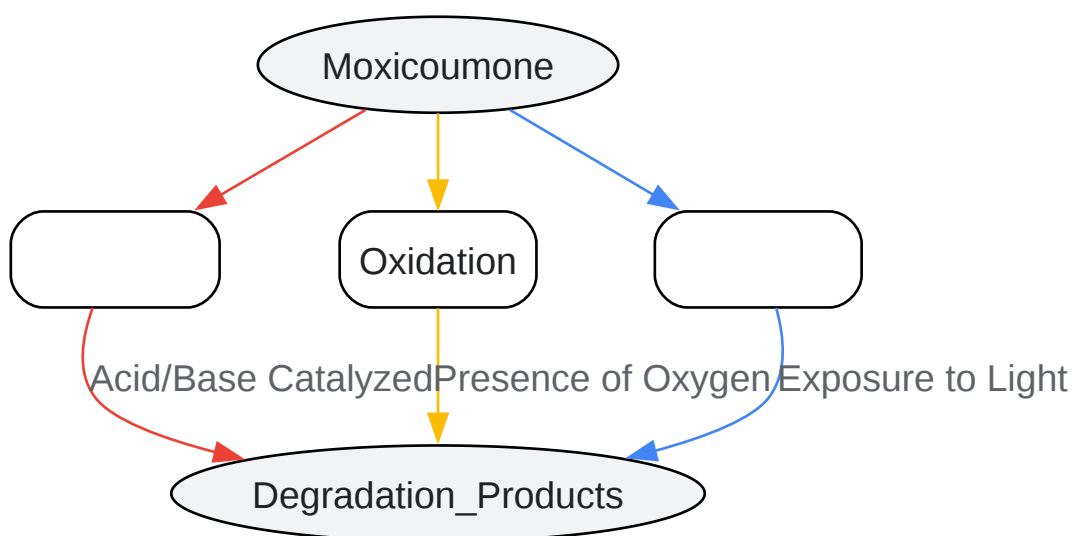 Moxicoumone
Oxidation
Acid/Base Catalyzed
Presence of Oxygen
Exposure to Light
Degradation_Products